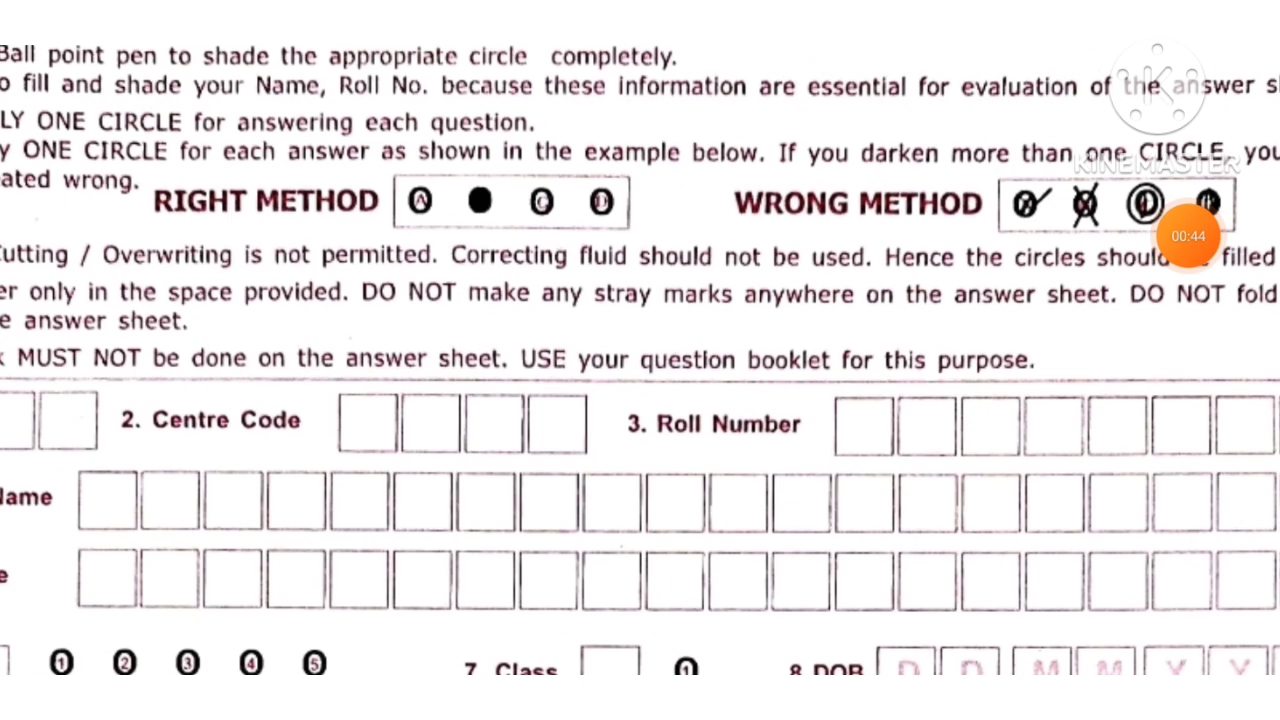 Ball point pen to shade the appropriate circle completely.
o fill and shade your Name, Roll No. because these information are essential for evaluation of the answer s
LY ONE CIRCLE for answering each question.
y ONE CIRCLE for each answer as shown in the example below. If you darken more than one CIRCLE, you
KINEMASTER
ated wrong.
RIGHT METHOD A C D WRONG METHOD
00:44
Cutting / Overwriting is not permitted. Correcting fluid should not be used. Hence the circles should filled
er only in the space provided. DO NOT make any stray marks anywhere on the answer sheet. DO NOT fold
e answer sheet.
k MUST NOT be done on the answer sheet. USE your question booklet for this purpose.
2. Centre Code 3. Roll Number
Name
e
1 2 3 4 5 7 Class 1 8 DOB D D M M Y Y